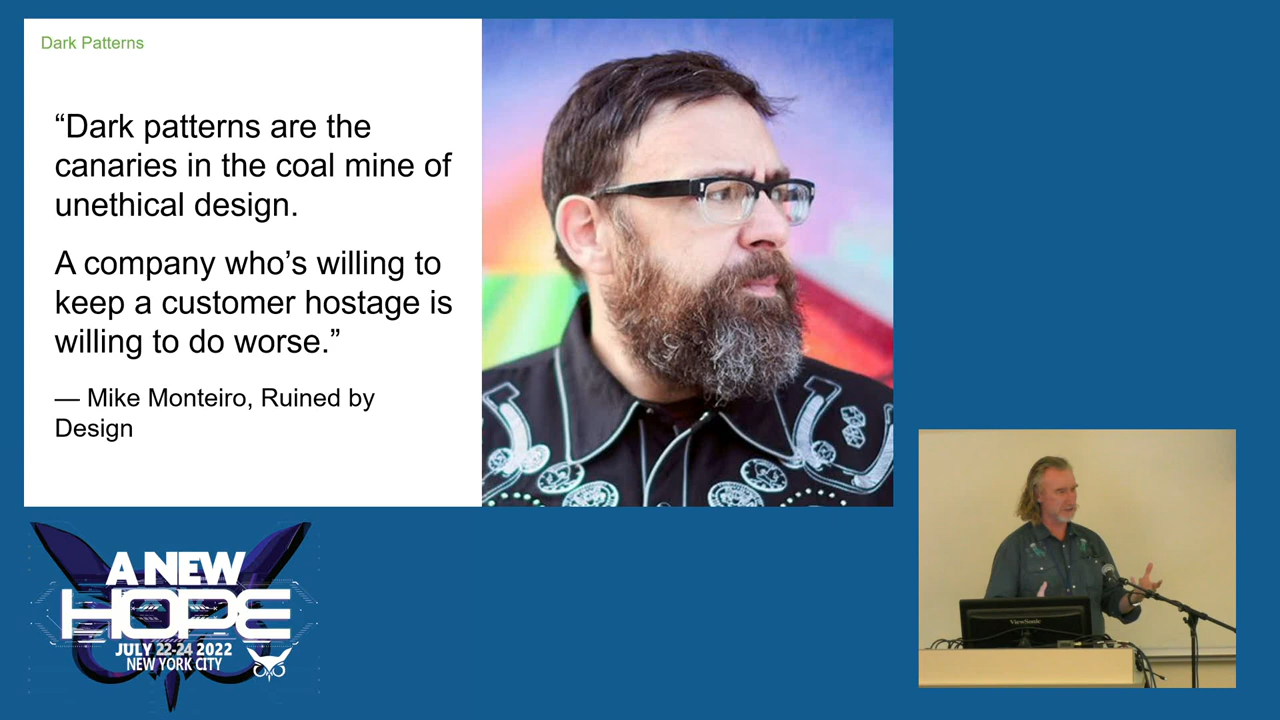 Dark Patterns
“Dark patterns are the
canaries in the coal mine of
unethical design.
A company who’s willing to
keep a customer hostage is
willing to do worse.”
— Mike Monteiro, Ruined by
Design
A NEW
HOPE
JULY 22-24 2022
NEW YORK CITY
ViewSonic